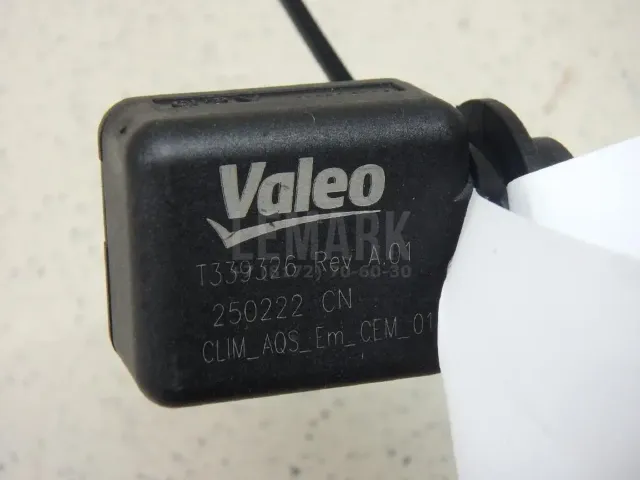 Valeo
LEMARK
T339326 Rev A.01
250222 CN
CLIM_AQS_Em_CEM_01